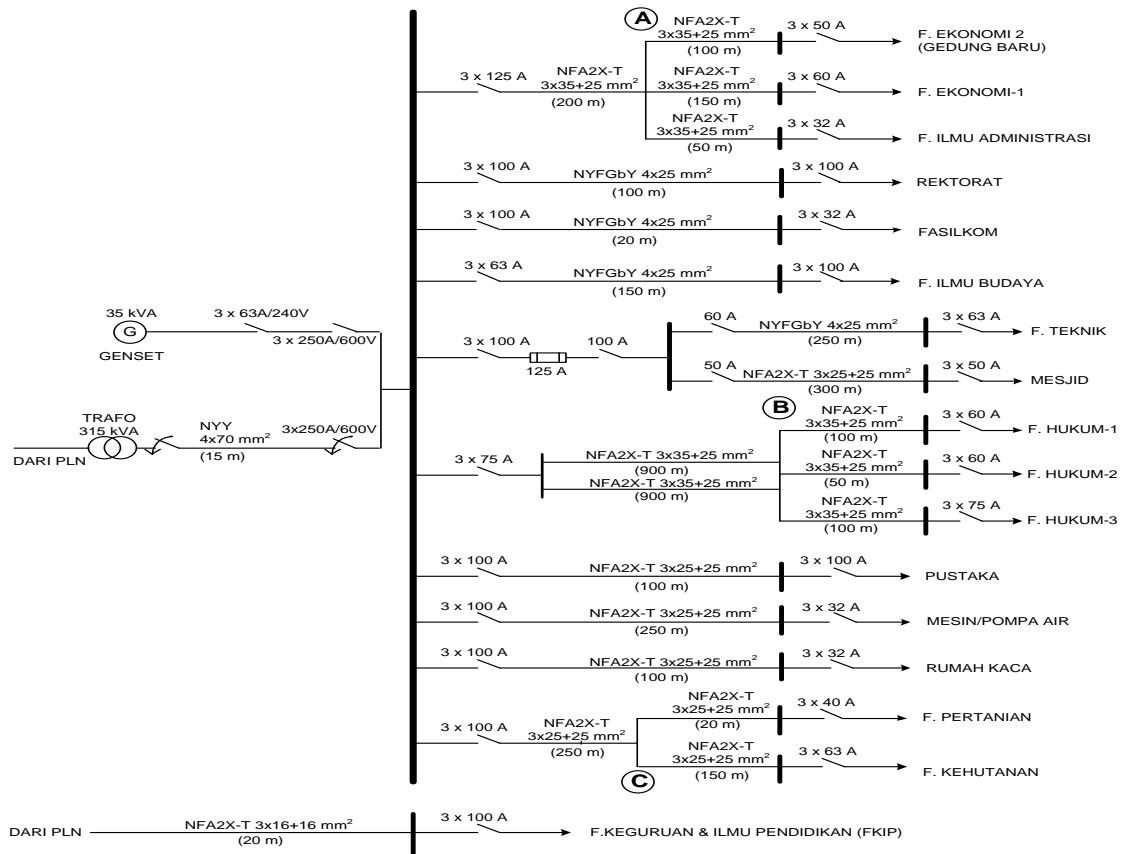 A
NFA2X-T
3x35+25 mm²
(100 m)
3 x 50 A
F. EKONOMI 2
(GEDUNG BARU)
3 x 125 A
NFA2X-T
3x35+25 mm²
(200 m)
NFA2X-T
3x35+25 mm²
(150 m)
3 x 60 A
F. EKONOMI-1
NFA2X-T
3x35+25 mm²
(50 m)
3 x 32 A
F. ILMU ADMINISTRASI
3 x 100 A
NYFGbY 4x25 mm²
(100 m)
3 x 100 A
REKTORAT
3 x 100 A
NYFGbY 4x25 mm²
(20 m)
3 x 32 A
FASILKOM
3 x 63 A
NYFGbY 4x25 mm²
(150 m)
3 x 100 A
F. ILMU BUDAYA
35 kVA
G
GENSET
3 x 63A/240V
3 x 250A/600V
3 x 100 A
125 A
100 A
60 A
NYFGbY 4x25 mm²
(250 m)
3 x 63 A
F. TEKNIK
50 A
NFA2X-T 3x25+25 mm²
(300 m)
3 x 50 A
MESJID
TRAFO
315 kVA
DARI PLN
NYY
4x70 mm²
(15 m)
3x250A/600V
B
3 x 75 A
NFA2X-T 3x35+25 mm²
(900 m)
NFA2X-T 3x35+25 mm²
(900 m)
NFA2X-T
3x35+25 mm²
(100 m)
3 x 60 A
F. HUKUM-1
NFA2X-T
3x35+25 mm²
(50 m)
3 x 60 A
F. HUKUM-2
NFA2X-T
3x35+25 mm²
(100 m)
3 x 75 A
F. HUKUM-3
3 x 100 A
NFA2X-T 3x25+25 mm²
(100 m)
3 x 100 A
PUSTAKA
3 x 100 A
NFA2X-T 3x25+25 mm²
(250 m)
3 x 32 A
MESIN/POMPA AIR
3 x 100 A
NFA2X-T 3x25+25 mm²
(100 m)
3 x 32 A
RUMAH KACA
3 x 100 A
NFA2X-T
3x25+25 mm²
(250 m)
NFA2X-T
3x25+25 mm²
(20 m)
3 x 40 A
F. PERTANIAN
NFA2X-T
3x25+25 mm²
(150 m)
3 x 63 A
F. KEHUTANAN
C
DARI PLN
NFA2X-T 3x16+16 mm²
(20 m)
3 x 100 A
F.KEGURUAN & ILMU PENDIDIKAN (FKIP)